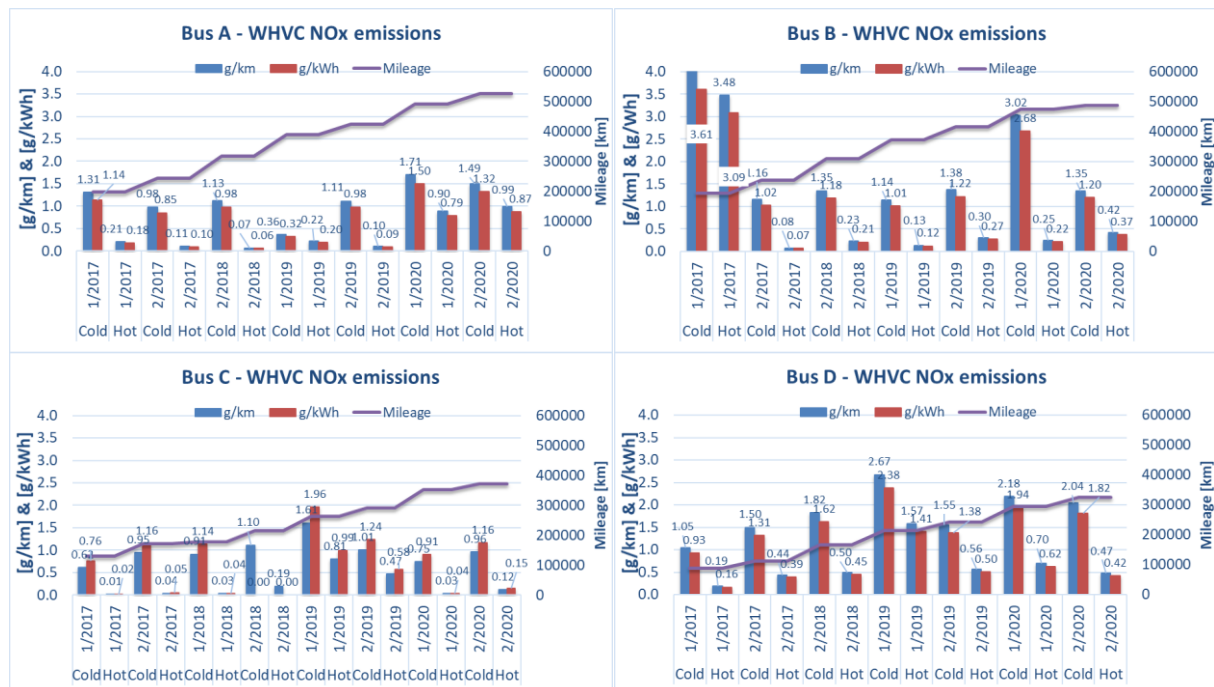 Bus A - WHVC NOx emissions
g/km g/kWh Mileage
[g/km] & [g/kWh]
4.0 3.5 3.0 2.5 2.0 1.5 1.0 0.5 0.0
600000 500000 400000 300000 200000 100000 0
Mileage [km]
1.31 1.14 0.21 0.18 0.98 0.85 0.11 0.10 1.13 0.98 0.07 0.06 0.36 0.32 0.22 0.20 1.11 0.98 0.10 0.09 1.71 1.50 0.90 0.79 1.49 1.32 0.99 0.87
1/2017 1/2017 2/2017 2/2017 2/2018 2/2018 1/2019 1/2019 2/2019 2/2019 1/2020 1/2020 2/2020 2/2020
Cold Hot Cold Hot Cold Hot Cold Hot Cold Hot Cold Hot Cold Hot
Bus B - WHVC NOx emissions
g/km g/kWh Mileage
[g/km] & [g/Wh]
4.0 3.5 3.0 2.5 2.0 1.5 1.0 0.5 0.0
600000 500000 400000 300000 200000 100000 0
Mileage [km]
3.61 3.48 3.09 1.16 1.02 0.08 0.07 1.35 1.18 0.23 0.21 1.14 1.01 0.13 0.12 1.38 1.22 0.30 0.27 3.02 2.68 0.25 0.22 1.35 1.20 0.42 0.37
1/2017 1/2017 2/2017 2/2017 2/2018 2/2018 1/2019 1/2019 2/2019 2/2019 1/2020 1/2020 2/2020 2/2020
Cold Hot Cold Hot Cold Hot Cold Hot Cold Hot Cold Hot Cold Hot
Bus C - WHVC NOx emissions
g/km g/kWh Mileage
[g/km] & [g/kWh]
4.0 3.5 3.0 2.5 2.0 1.5 1.0 0.5 0.0
600000 500000 400000 300000 200000 100000 0
Mileage [km]
0.76 0.01 0.02 0.95 1.16 0.04 0.05 0.91 1.14 0.03 0.04 1.10 0.00 0.19 0.00 1.96 0.81 0.99 1.01 1.24 0.47 0.58 0.75 0.91 0.03 0.04 0.96 1.16 0.12 0.15
1/2017 1/2017 2/2017 2/2017 1/2018 1/2018 2/2018 2/2018 1/2019 1/2019 2/2019 2/2019 1/2020 1/2020 2/2020 2/2020
Cold Hot Cold Hot Cold Hot Cold Hot Cold Hot Cold Hot Cold Hot Cold Hot
Bus D - WHVC NOx emissions
g/km g/kWh Mileage
[g/km] & [g/kWh]
4.0 3.5 3.0 2.5 2.0 1.5 1.0 0.5 0.0
600000 500000 400000 300000 200000 100000 0
Mileage [km]
1.05 0.93 0.19 0.16 1.50 1.31 0.44 0.39 1.82 1.62 0.50 0.45 2.67 2.38 1.57 1.41 1.55 1.38 0.56 0.50 2.18 1.94 0.70 0.62 2.04 1.82 0.47 0.42
1/2017 1/2017 2/2017 2/2017 2/2018 2/2018 1/2019 1/2019 2/2019 2/2019 1/2020 1/2020 2/2020 2/2020
Cold Hot Cold Hot Cold Hot Cold Hot Cold Hot Cold Hot Cold Hot